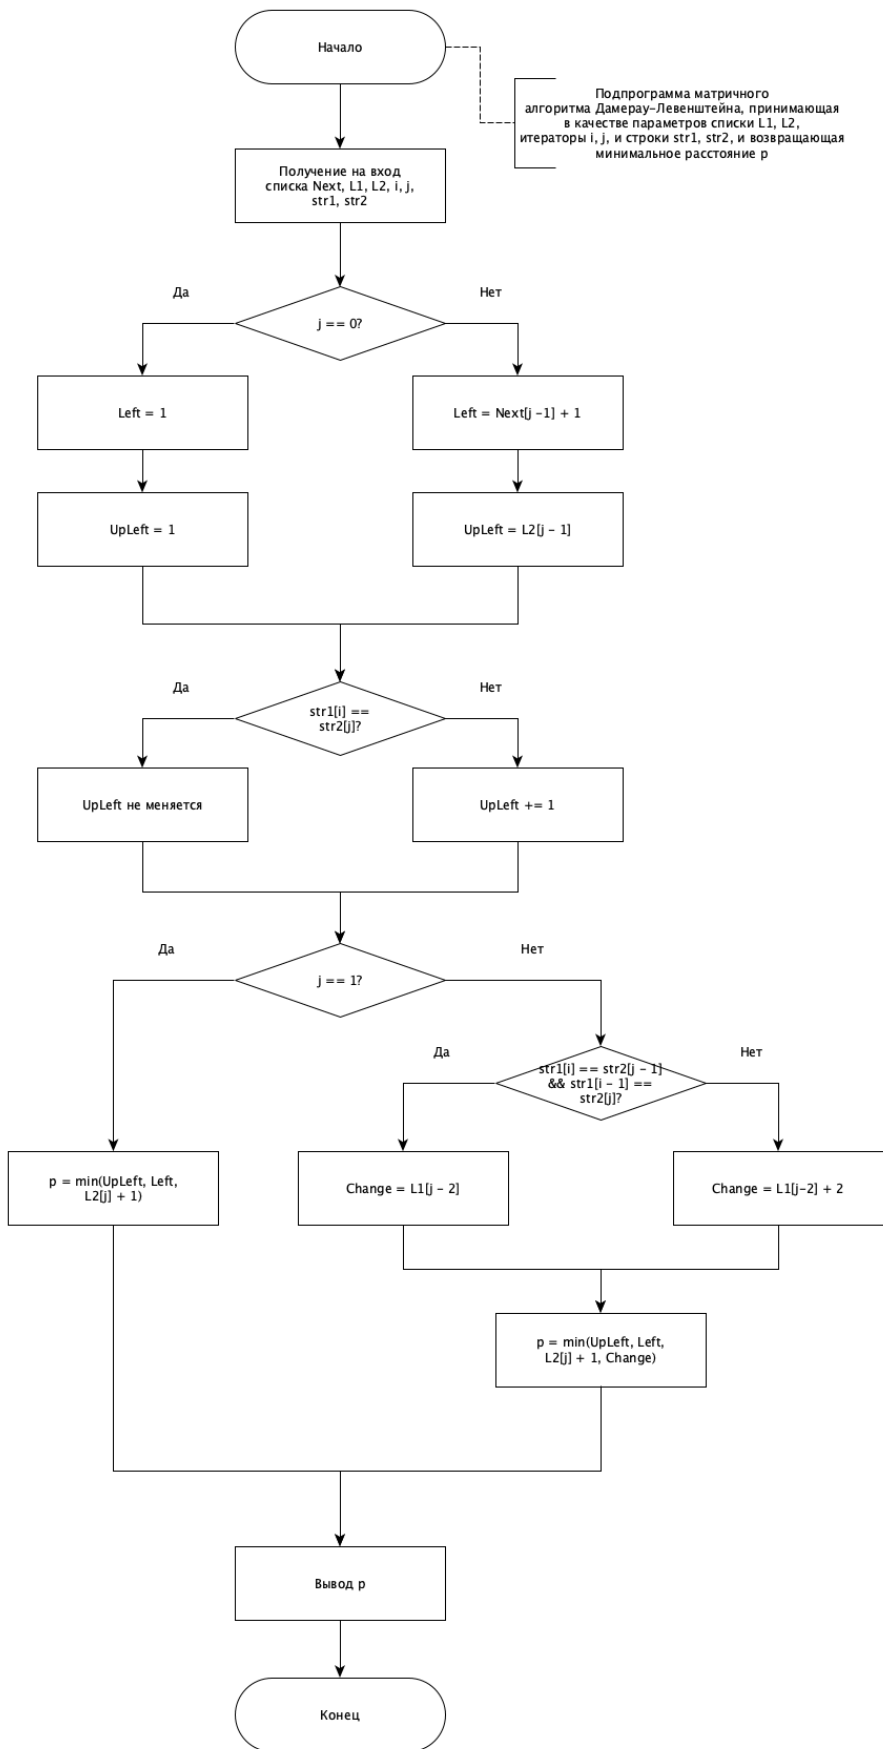 Начало
Подпрограмма матричного
алгоритма Дамерау-Левенштейна, принимающая
в качестве параметров списки L1, L2,
итераторы i, j, и строки str1, str2, и возвращающая
минимальное расстояние p
Получение на вход
списка Next, L1, L2, i, j,
str1, str2
Да
Нет
j == 0?
Left = 1
Left = Next[j -1] + 1
UpLeft = 1
UpLeft = L2[j - 1]
Да
Нет
str1[i] ==
str2[j]?
UpLeft не меняется
UpLeft += 1
Да
Нет
j == 1?
Да
Нет
str1[i] == str2[j - 1]
&& str1[i - 1] ==
str2[j]?
p = min(UpLeft, Left,
L2[j] + 1)
Change = L1[j - 2]
Change = L1[j-2] + 2
p = min(UpLeft, Left,
L2[j] + 1, Change)
Вывод p
Конец